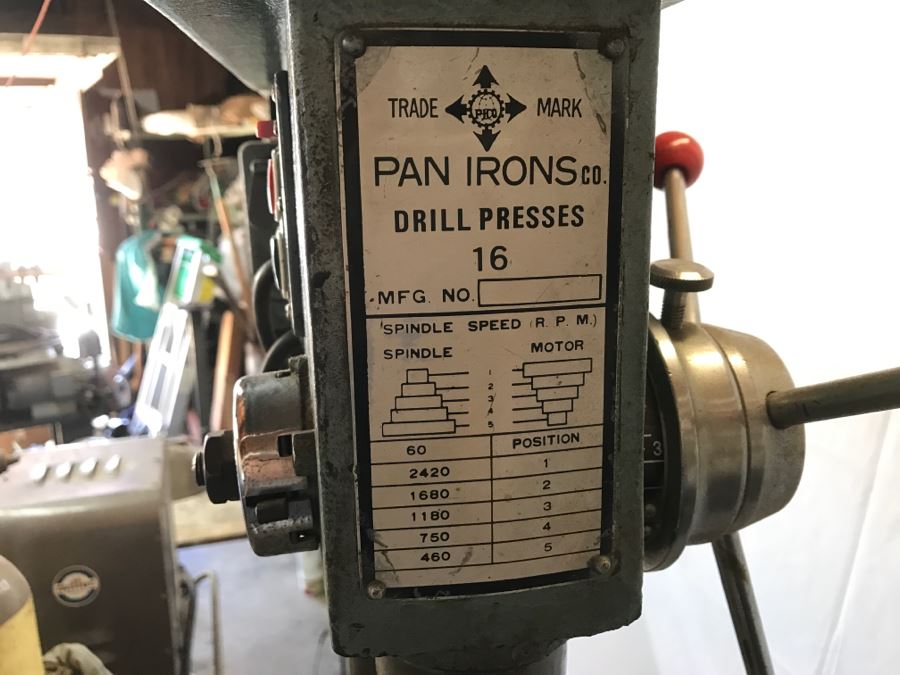 TRADE PICO MARK
PAN IRONS CO.
DRILL PRESSES
16
MFG. NO.
SPINDLE SPEED (R.P.M.)
SPINDLE MOTOR
1
2
3
4
5
60 POSITION
2420 1
1680 2
1180 3
750 4
460 5
3